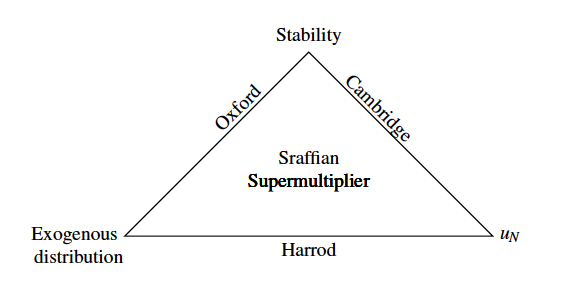 Stability
Oxford
Cambridge
Sraffian
Supermultiplier
Exogenous
distribution
u_N
Harrod